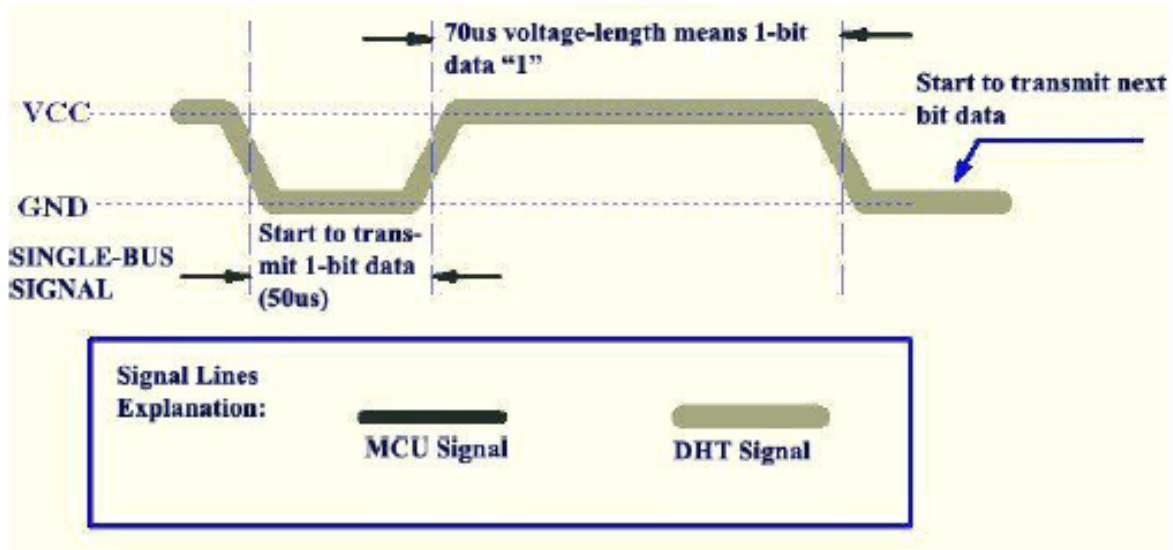 70us voltage-length means 1-bit
data "1"
Start to transmit next
bit data
VCC
GND
SINGLE-BUS
SIGNAL
Start to trans-
mit 1-bit data
(50us)
Signal Lines
Explanation:
MCU Signal
DHT Signal